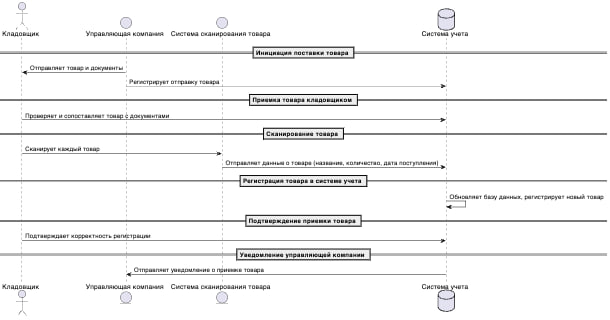 Кладовщик Управляющая компания Система сканирования товара Система учета
Инициация поставки товара
Отправляет товар и документы
Регистрирует отправку товара
Приемка товара кладовщиком
Проверяет и сопоставляет товар с документами
Сканирование товара
Сканирует каждый товар
Отправляет данные о товаре (название, количество, дата поступления)
Регистрация товара в системе учета
Обновляет базу данных, регистрирует новый товар
Подтверждение приемки товара
Подтверждает корректность регистрации
Уведомление управляющей компании
Отправляет уведомление о приемке товара
Кладовщик Управляющая компания Система сканирования товара Система учета